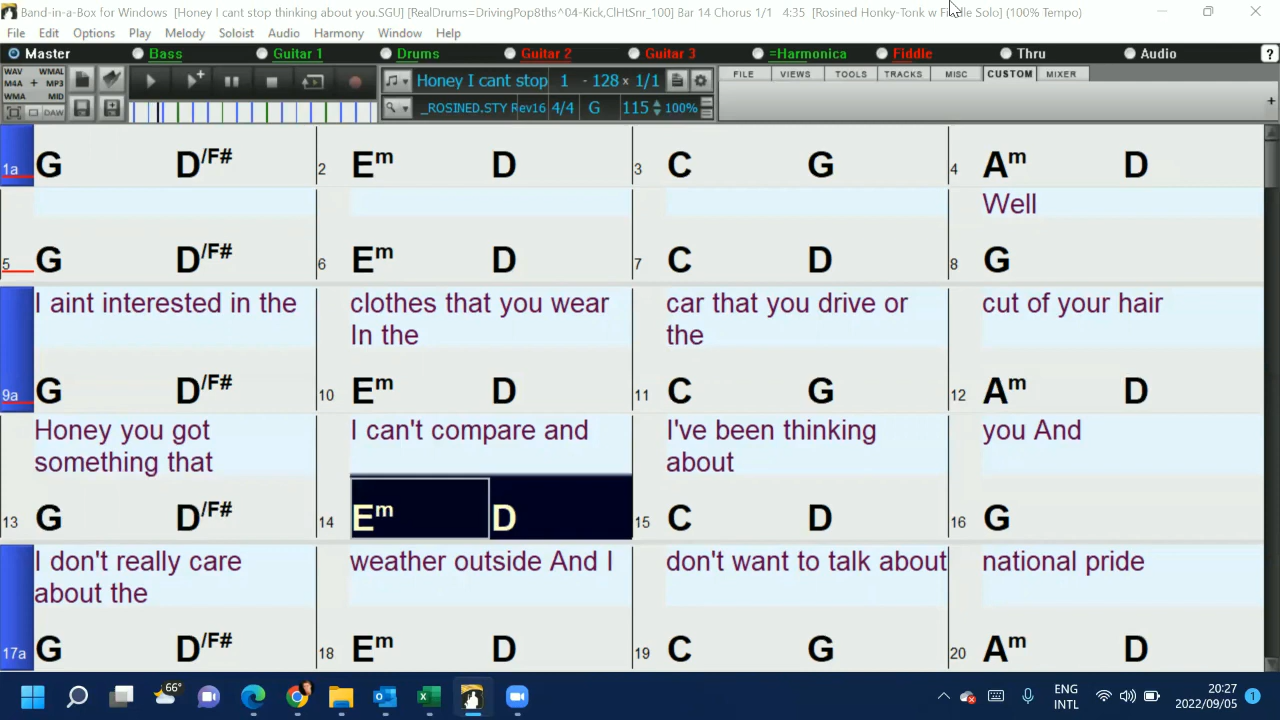 Band-in-a-Box for Windows [Honey I cant stop thinking about you.SGU] [RealDrums=DrivingPop8ths^04-Kick,ClHtSnr_100] Bar 14 Chorus 1/1 4:35 [Rosined Honky-Tonk w Fiddle Solo] (100% Tempo)
File Edit Options Play Melody Soloist Audio Harmony Window Help
Master Bass Guitar 1 Drums Guitar 2 Guitar 3 =Harmonica Fiddle Thru Audio ?
WAV WMAL
M4A + MP3
WMA MID
DAW
Honey I cant stop 1 - 128 x 1/1
_ROSINED.STY Rev16 4/4 G 115 100%
FILE VIEWS TOOLS TRACKS MISC CUSTOM MIXER
+
1a G D/F# 2 Em D 3 C G 4 Am D
Well
5 G D/F# 6 Em D 7 C D 8 G
I aint interested in the clothes that you wear car that you drive or cut of your hair
In the the
9a G D/F# 10 Em D 11 C G 12 Am D
Honey you got I can't compare and I've been thinking you And
something that about
13 G D/F# 14 Em D 15 C D 16 G
I don't really care weather outside And I don't want to talk about national pride
about the
17a G D/F# 18 Em D 19 C G 20 Am D
66°
ENG
INTL
20:27
2022/09/05
1